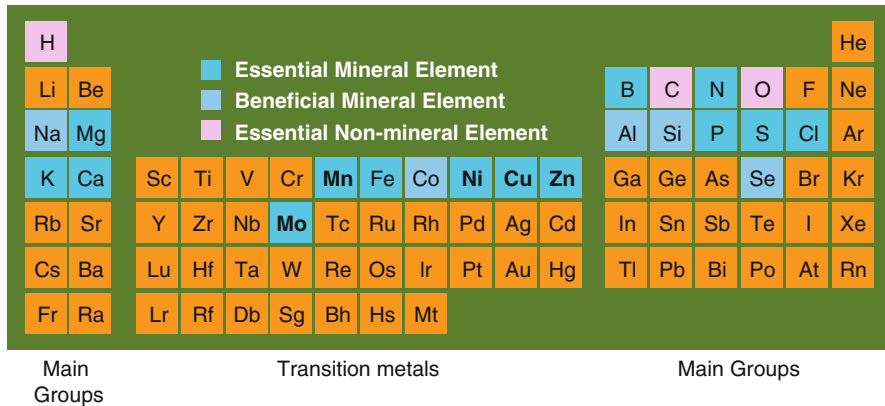 H He
Essential Mineral Element
Li Be B C N O F Ne
Beneficial Mineral Element
Na Mg Al Si P S Cl Ar
Essential Non-mineral Element
K Ca Sc Ti V Cr Mn Fe Co Ni Cu Zn Ga Ge As Se Br Kr
Rb Sr Y Zr Nb Mo Tc Ru Rh Pd Ag Cd In Sn Sb Te I Xe
Cs Ba Lu Hf Ta W Re Os Ir Pt Au Hg Tl Pb Bi Po At Rn
Fr Ra Lr Rf Db Sg Bh Hs Mt
Main Transition metals Main Groups
Groups